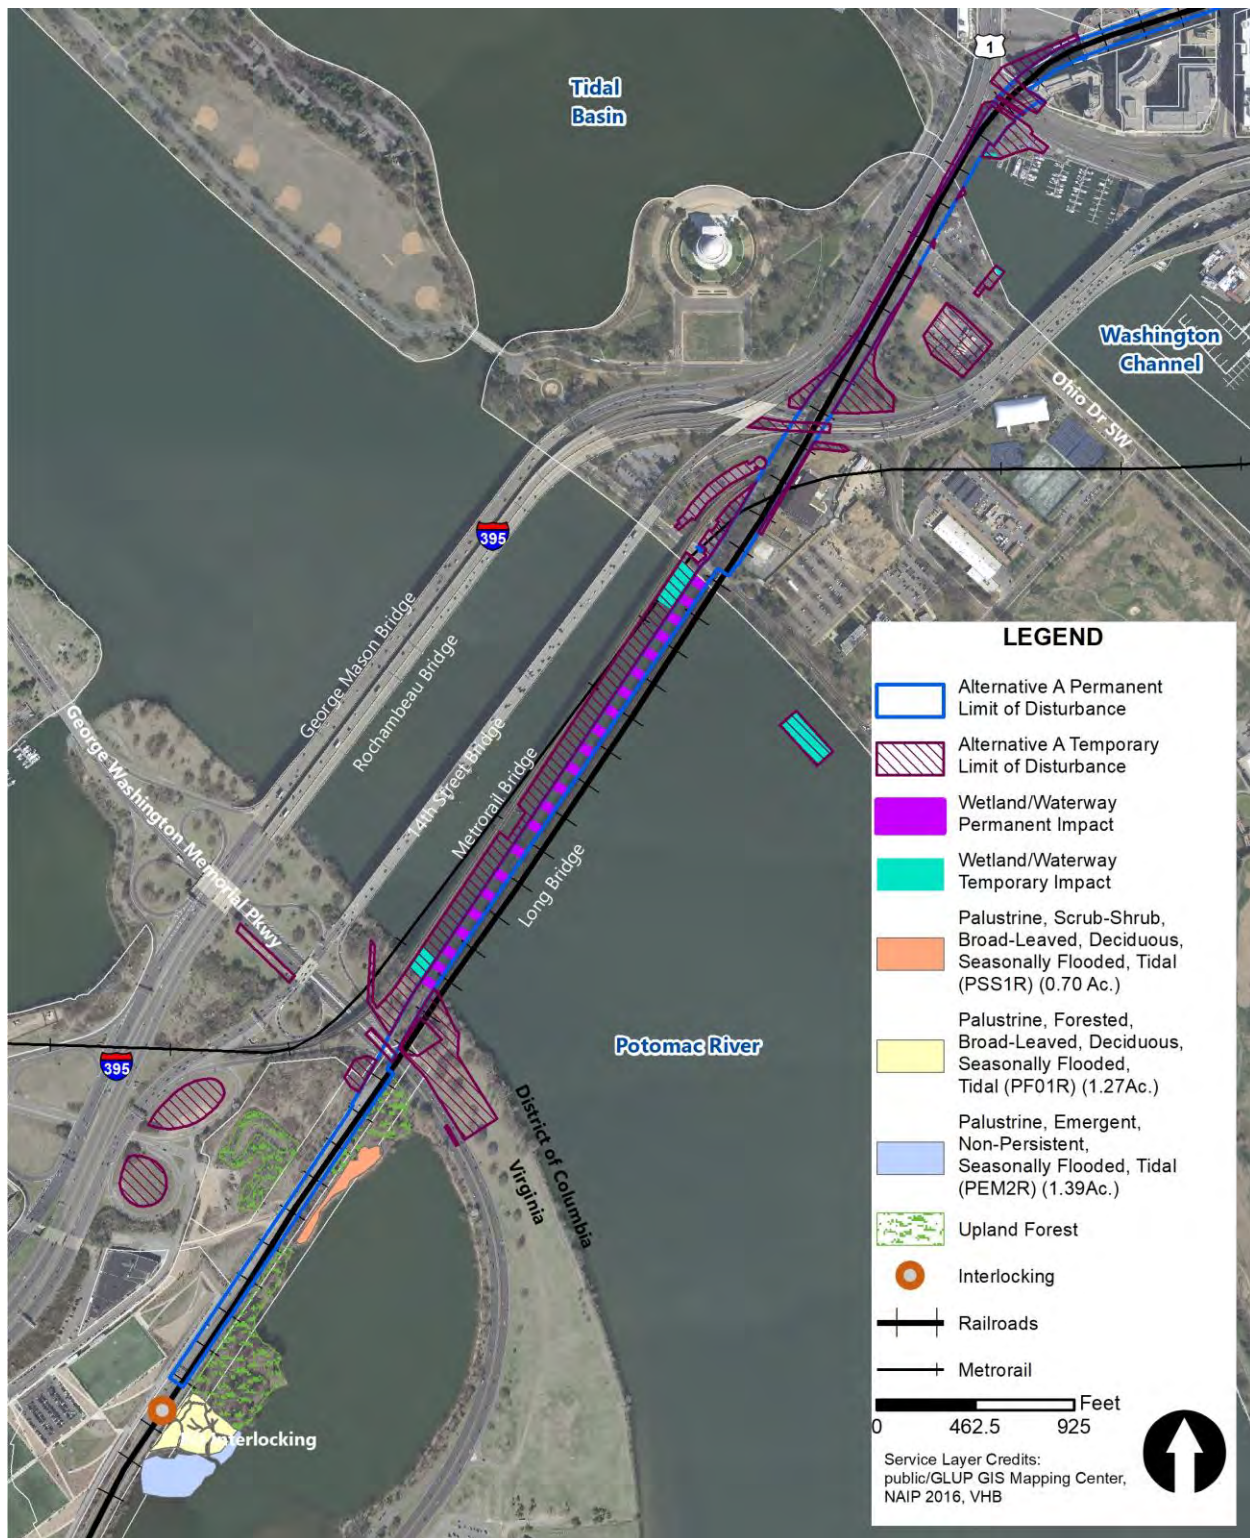 1
Tidal
Basin
Washington
Channel
Ohio Dr SW
395
George Mason Bridge
Rochambeau Bridge
14th Street Bridge
Metrorail Bridge
Long Bridge
George Washington Memorial Pkwy
395
Potomac River
District of Columbia
Virginia
Interlocking
LEGEND
Alternative A Permanent
Limit of Disturbance
Alternative A Temporary
Limit of Disturbance
Wetland/Waterway
Permanent Impact
Wetland/Waterway
Temporary Impact
Palustrine, Scrub-Shrub,
Broad-Leaved, Deciduous,
Seasonally Flooded, Tidal
(PSS1R) (0.70 Ac.)
Palustrine, Forested,
Broad-Leaved, Deciduous,
Seasonally Flooded,
Tidal (PF01R) (1.27Ac.)
Palustrine, Emergent,
Non-Persistent,
Seasonally Flooded, Tidal
(PEM2R) (1.39Ac.)
Upland Forest
Interlocking
Railroads
Metrorail
Feet
0 462.5 925
Service Layer Credits:
public/GLUP GIS Mapping Center,
NAIP 2016, VHB